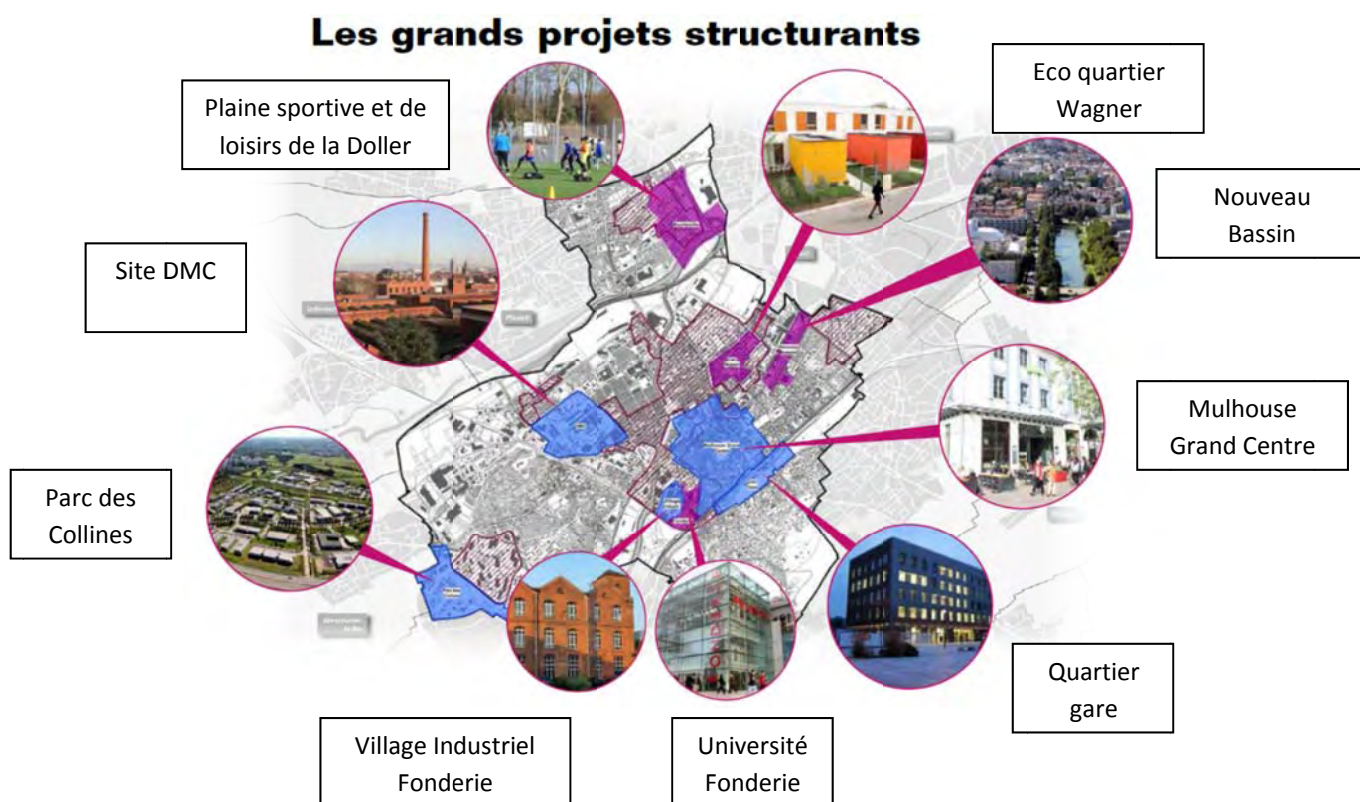 Les grands projets structurants
Plaine sportive et de
loisirs de la Doller
Eco quartier
Wagner
Nouveau
Bassin
Site DMC
Mulhouse
Grand Centre
Parc des
Collines
Quartier
gare
Village Industriel
Fonderie
Université
Fonderie